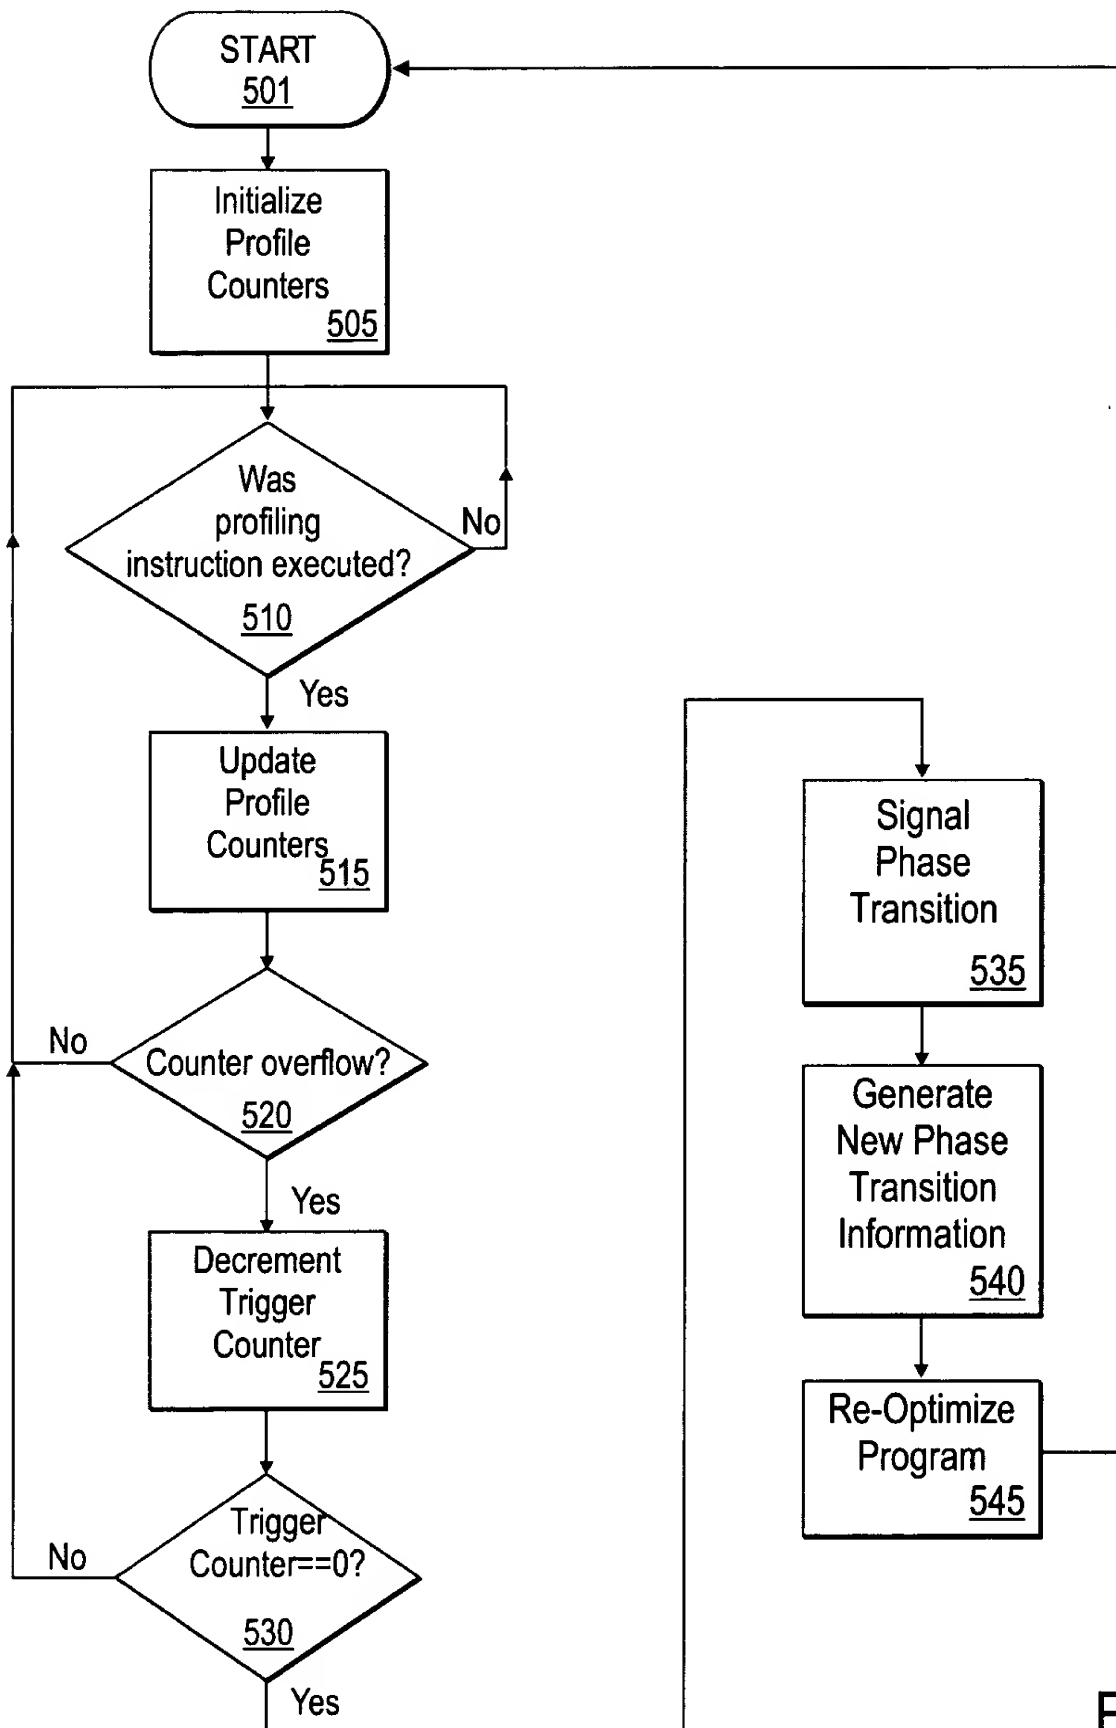 START
501
Initialize
Profile
Counters
505
Was
profiling
instruction executed?
510
No
Yes
Update
Profile
Counters
515
Counter overflow?
520
No
Yes
Decrement
Trigger
Counter
525
Trigger
Counter==0?
530
No
Yes
Signal
Phase
Transition
535
Generate
New Phase
Transition
Information
540
Re-Optimize
Program
545